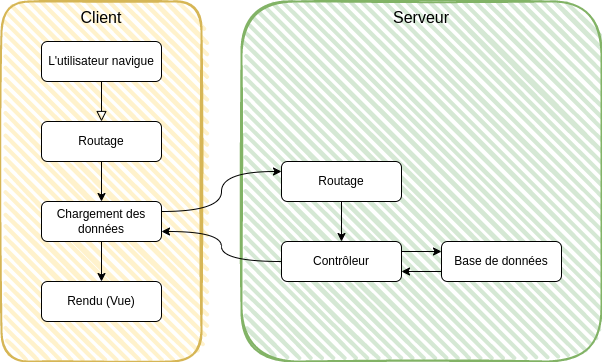 Client
L'utilisateur navigue
Routage
Chargement des
données
Rendu (Vue)
Serveur
Routage
Contrôleur
Base de données